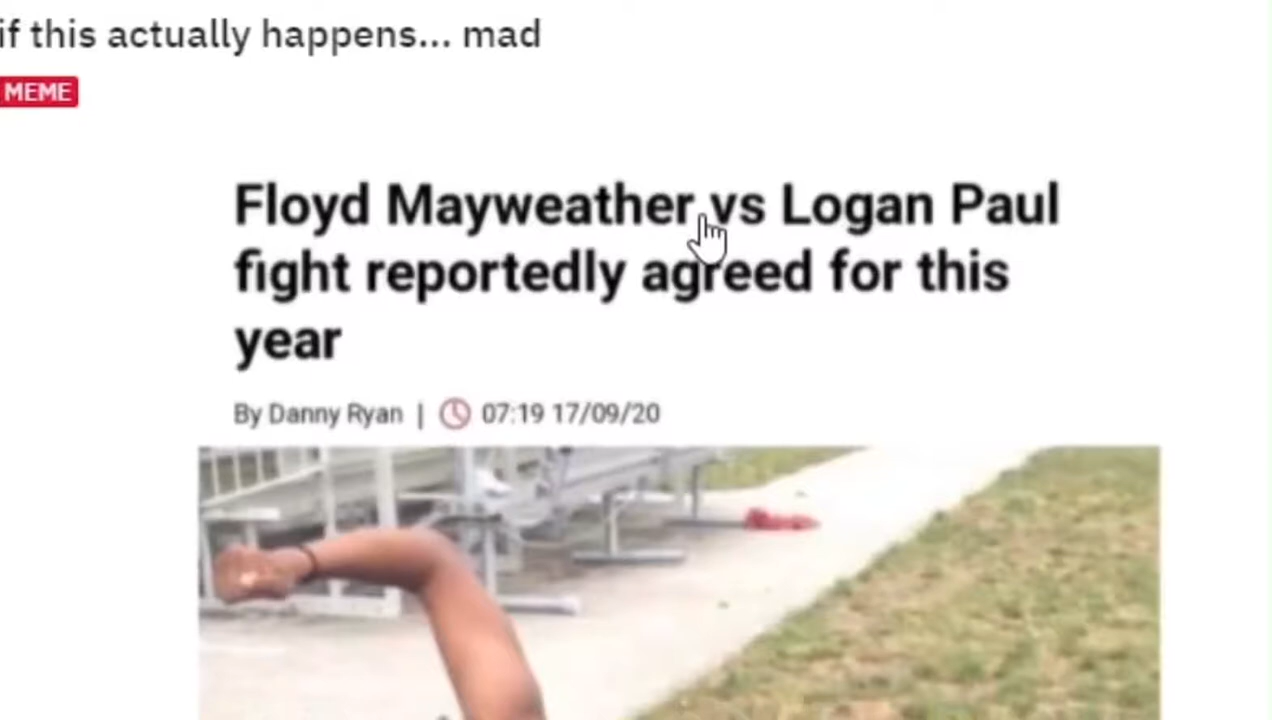 if this actually happens... mad
MEME
Floyd Mayweather vs Logan Paul
fight reportedly agreed for this
year
By Danny Ryan | 07:19 17/09/20